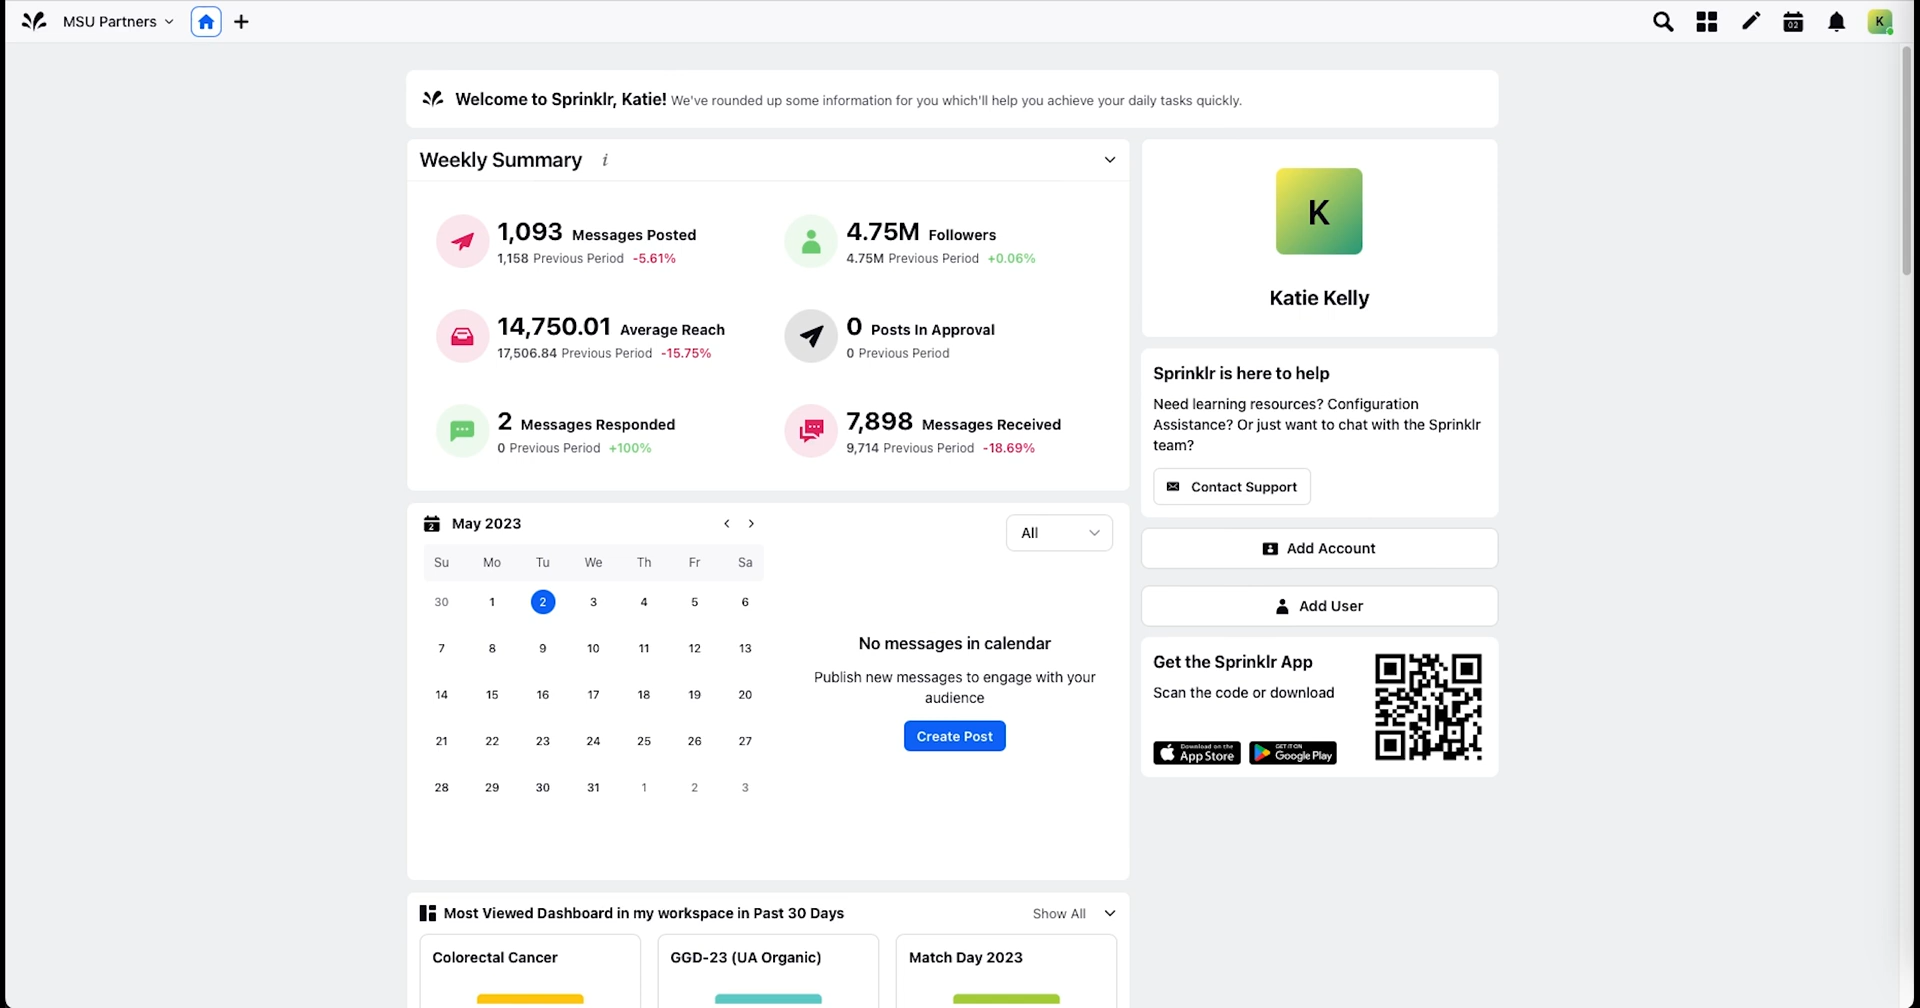 MSU Partners
02
K
Welcome to Sprinklr, Katie! We've rounded up some information for you which'll help you achieve your daily tasks quickly.
Weekly Summary i
1,093 Messages Posted
1,158 Previous Period -5.61%
4.75M Followers
4.75M Previous Period +0.06%
14,750.01 Average Reach
17,506.84 Previous Period -15.75%
0 Posts In Approval
0 Previous Period
2 Messages Responded
0 Previous Period +100%
7,898 Messages Received
9,714 Previous Period -18.69%
K
Katie Kelly
Sprinklr is here to help
Need learning resources? Configuration
Assistance? Or just want to chat with the Sprinklr
team?
Contact Support
Add Account
Add User
Get the Sprinklr App
Scan the code or download
Download on the
App Store
GET IT ON
Google Play
2 May 2023
Su Mo Tu We Th Fr Sa
30 1 2 3 4 5 6
7 8 9 10 11 12 13
14 15 16 17 18 19 20
21 22 23 24 25 26 27
28 29 30 31 1 2 3
All
No messages in calendar
Publish new messages to engage with your
audience
Create Post
Most Viewed Dashboard in my workspace in Past 30 Days
Show All
Colorectal Cancer
GGD-23 (UA Organic)
Match Day 2023